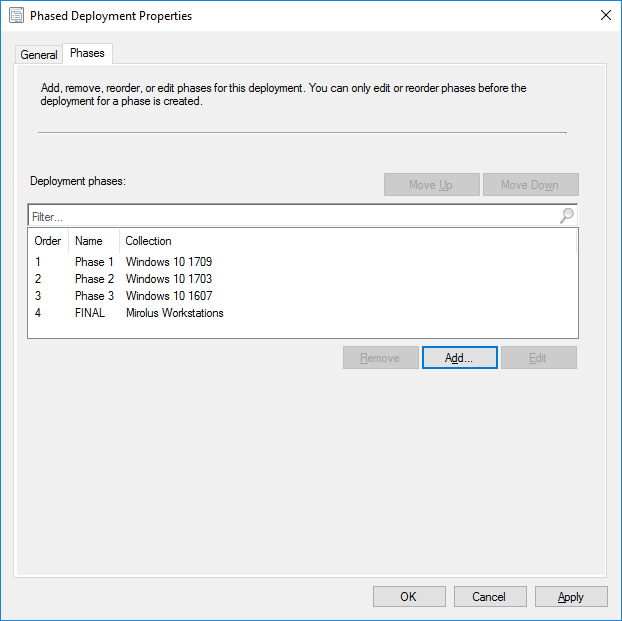 Phased Deployment Properties
General
Phases
Add, remove, reorder, or edit phases for this deployment. You can only edit or reorder phases before the
deployment for a phase is created.
Deployment phases:
Move Up
Move Down
Filter...
Order Name Collection
1 Phase 1 Windows 10 1709
2 Phase 2 Windows 10 1703
3 Phase 3 Windows 10 1607
4 FINAL Mirolus Workstations
Remove
Add...
Edit
OK
Cancel
Apply